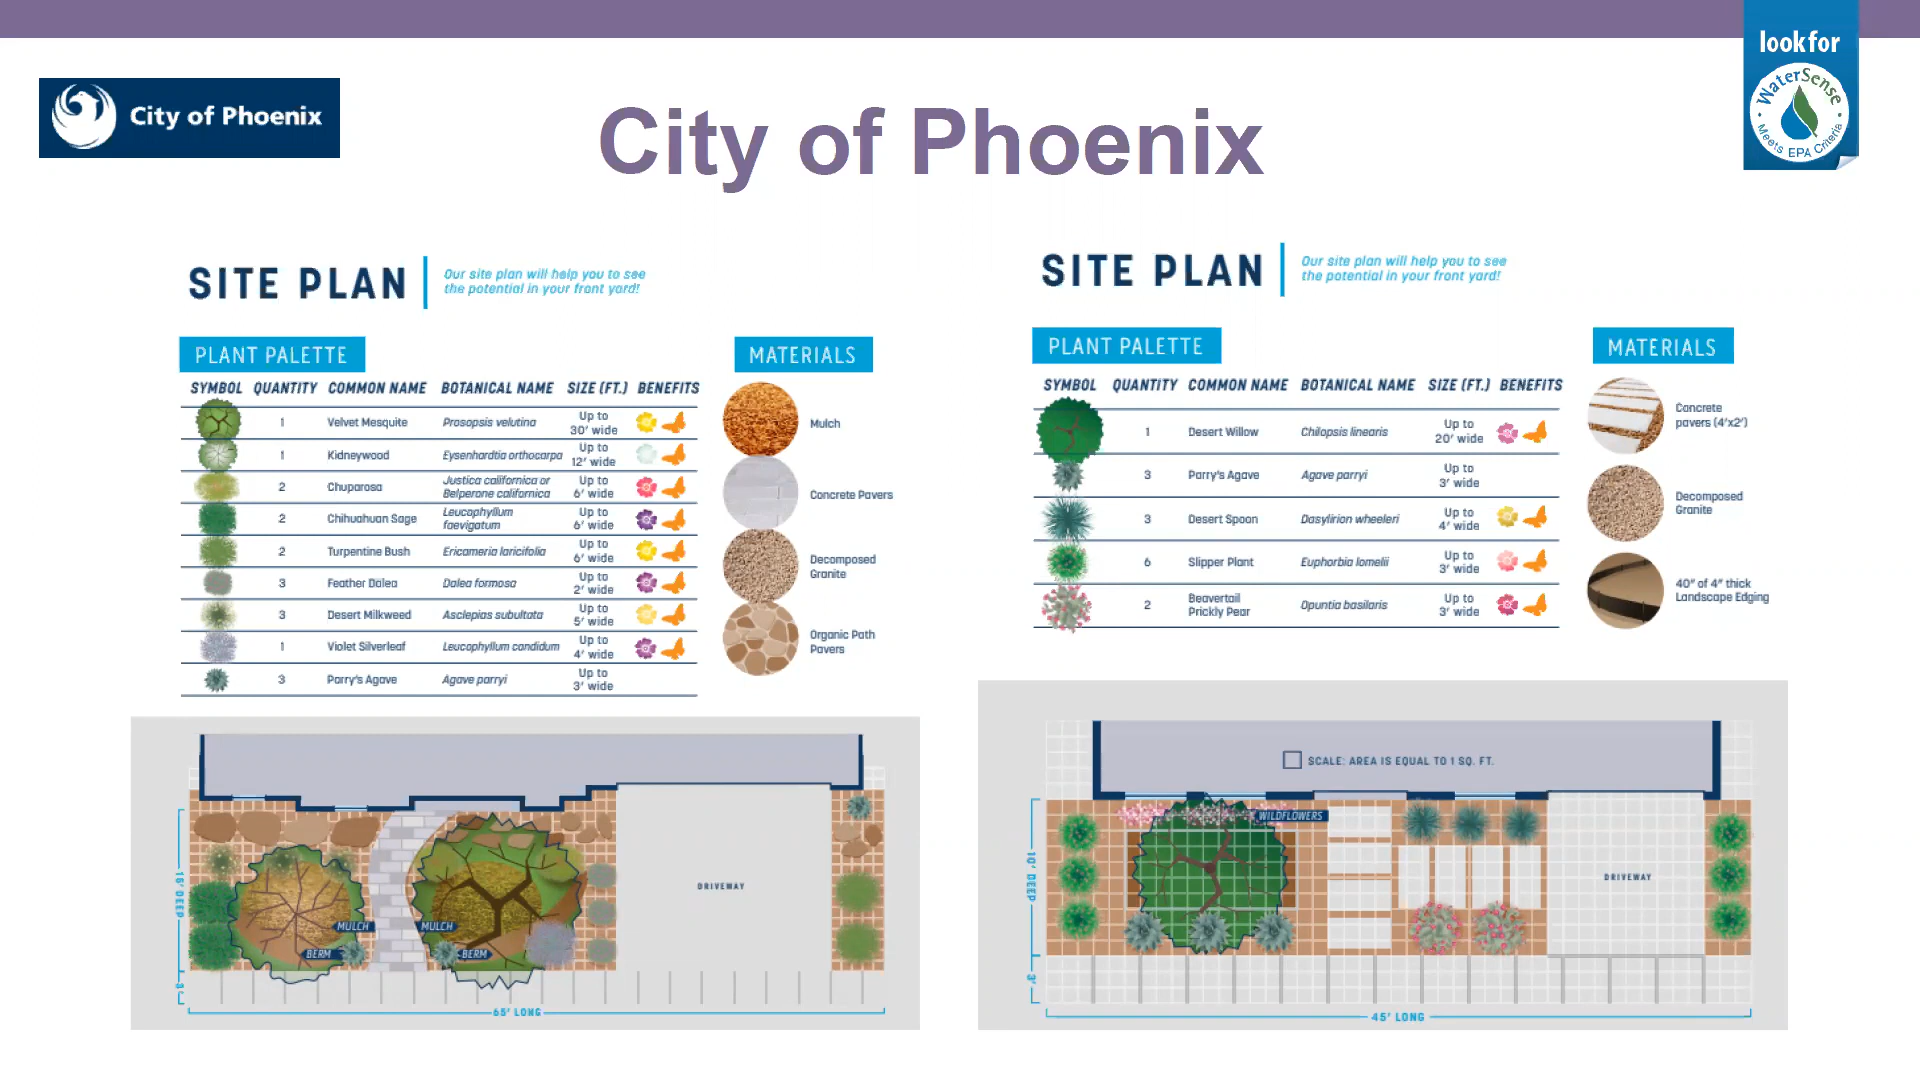 lookfor
WaterSense
Meets EPA Criteria
City of Phoenix
City of Phoenix
SITE PLAN
Our site plan will help you to see
the potential in your front yard!
PLANT PALETTE
MATERIALS
SYMBOL QUANTITY COMMON NAME BOTANICAL NAME SIZE (FT.) BENEFITS
1 Velvet Mesquite Prosopsis velutina Up to 30' wide
1 Kidneywood Eysenhardtia orthocarpa Up to 12' wide
2 Chuparosa Justica californica or Belperone californica Up to 6' wide
2 Chihuahuan Sage Leucophyllum faevigatum Up to 6' wide
2 Turpentine Bush Ericameria laricifolia Up to 6' wide
3 Feather Dalea Dalea formosa Up to 2' wide
3 Desert Milkweed Asclepias subultata Up to 5' wide
1 Violet Silverleaf Leucophyllum candidum Up to 4' wide
3 Parry's Agave Agave parryi Up to 3' wide
Mulch
Concrete Pavers
Decomposed
Granite
Organic Path
Pavers
16' DEEP
3'
MULCH
MULCH
BERM
BERM
DRIVEWAY
65' LONG
SITE PLAN
Our site plan will help you to see
the potential in your front yard!
PLANT PALETTE
MATERIALS
SYMBOL QUANTITY COMMON NAME BOTANICAL NAME SIZE (FT.) BENEFITS
1 Desert Willow Chilopsis linearis Up to 20' wide
3 Parry's Agave Agave parryi Up to 3' wide
3 Desert Spoon Dasylirion wheeleri Up to 4' wide
6 Slipper Plant Euphorbia lomelii Up to 3' wide
2 Beavertail Prickly Pear Opuntia basilaris Up to 3' wide
Concrete
pavers (4'x2')
Decomposed
Granite
40" of 4" thick
Landscape Edging
SCALE: AREA IS EQUAL TO 1 SQ. FT.
WILDFLOWERS
10' DEEP
3'
DRIVEWAY
45' LONG